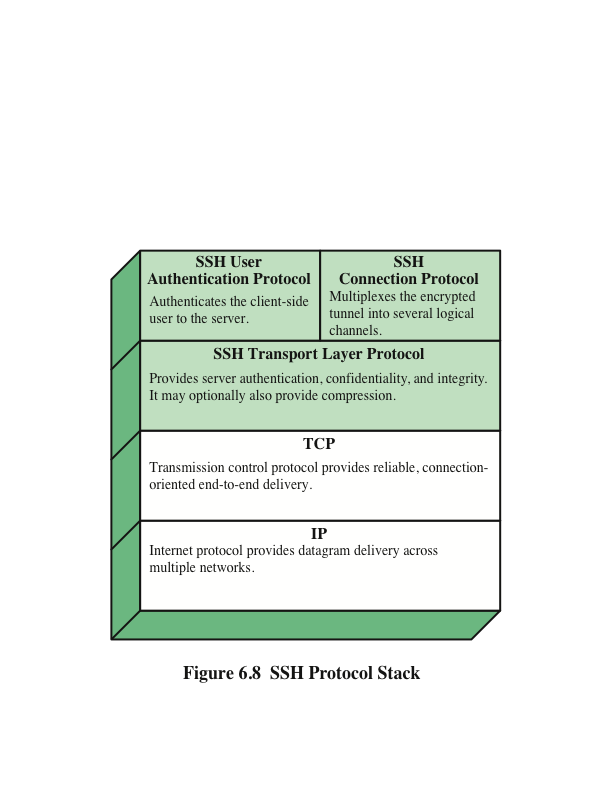 SSH User
Authentication Protocol
Authenticates the client-side
user to the server.
SSH
Connection Protocol
Multiplexes the encrypted
tunnel into several logical
channels.
SSH Transport Layer Protocol
Provides server authentication, confidentiality, and integrity.
It may optionally also provide compression.
TCP
Transmission control protocol provides reliable, connection-
oriented end-to-end delivery.
IP
Internet protocol provides datagram delivery across
multiple networks.
Figure 6.8 SSH Protocol Stack